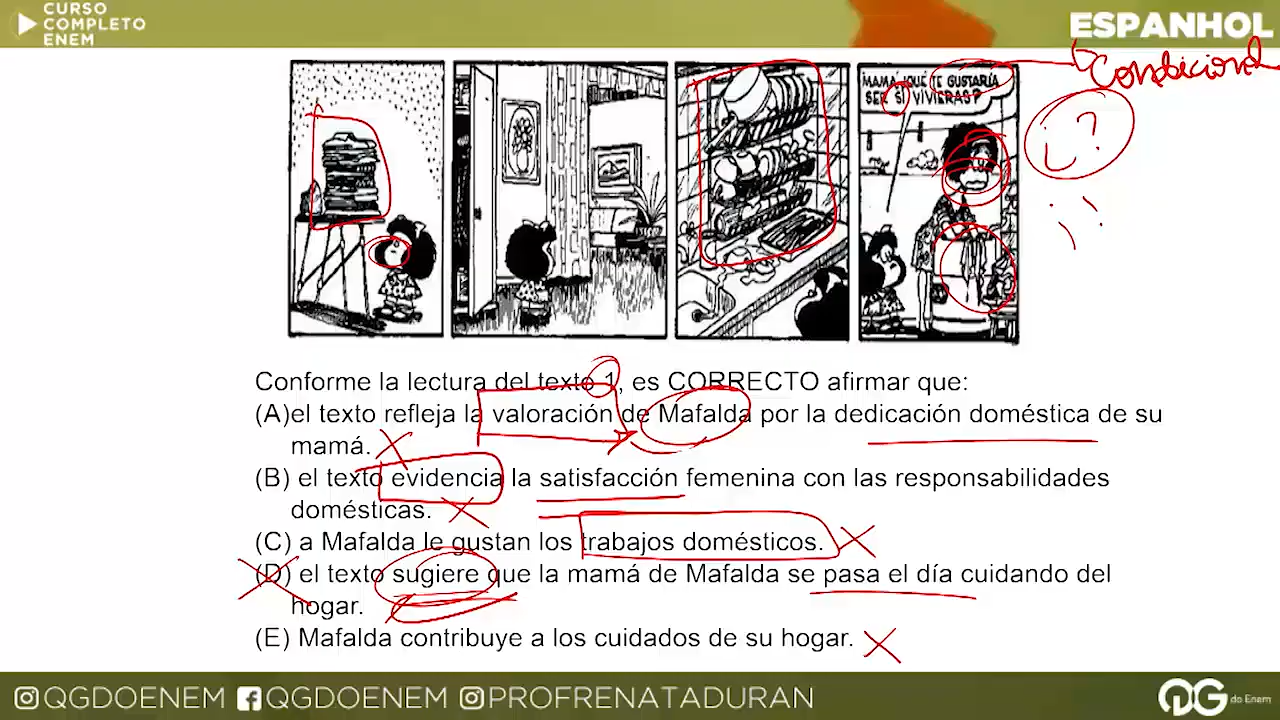 CURSO
COMPLETO
ENEM
ESPANHOL
Condicional
MAMÁ, ¿QUÉ TE GUSTARÍA
SER SI VIVIERAS?
¿ ?
Conforme la lectura del texto 1, es CORRECTO afirmar que:
(A)el texto refleja la valoración de Mafalda por la dedicación doméstica de su
mamá.
(B) el texto evidencia la satisfacción femenina con las responsabilidades
domésticas.
(C) a Mafalda le gustan los trabajos domésticos.
(D) el texto sugiere que la mamá de Mafalda se pasa el día cuidando del
hogar.
(E) Mafalda contribuye a los cuidados de su hogar.
@QGDOENEM QGDOENEM @PROFRENATADURAN
QG do Enem